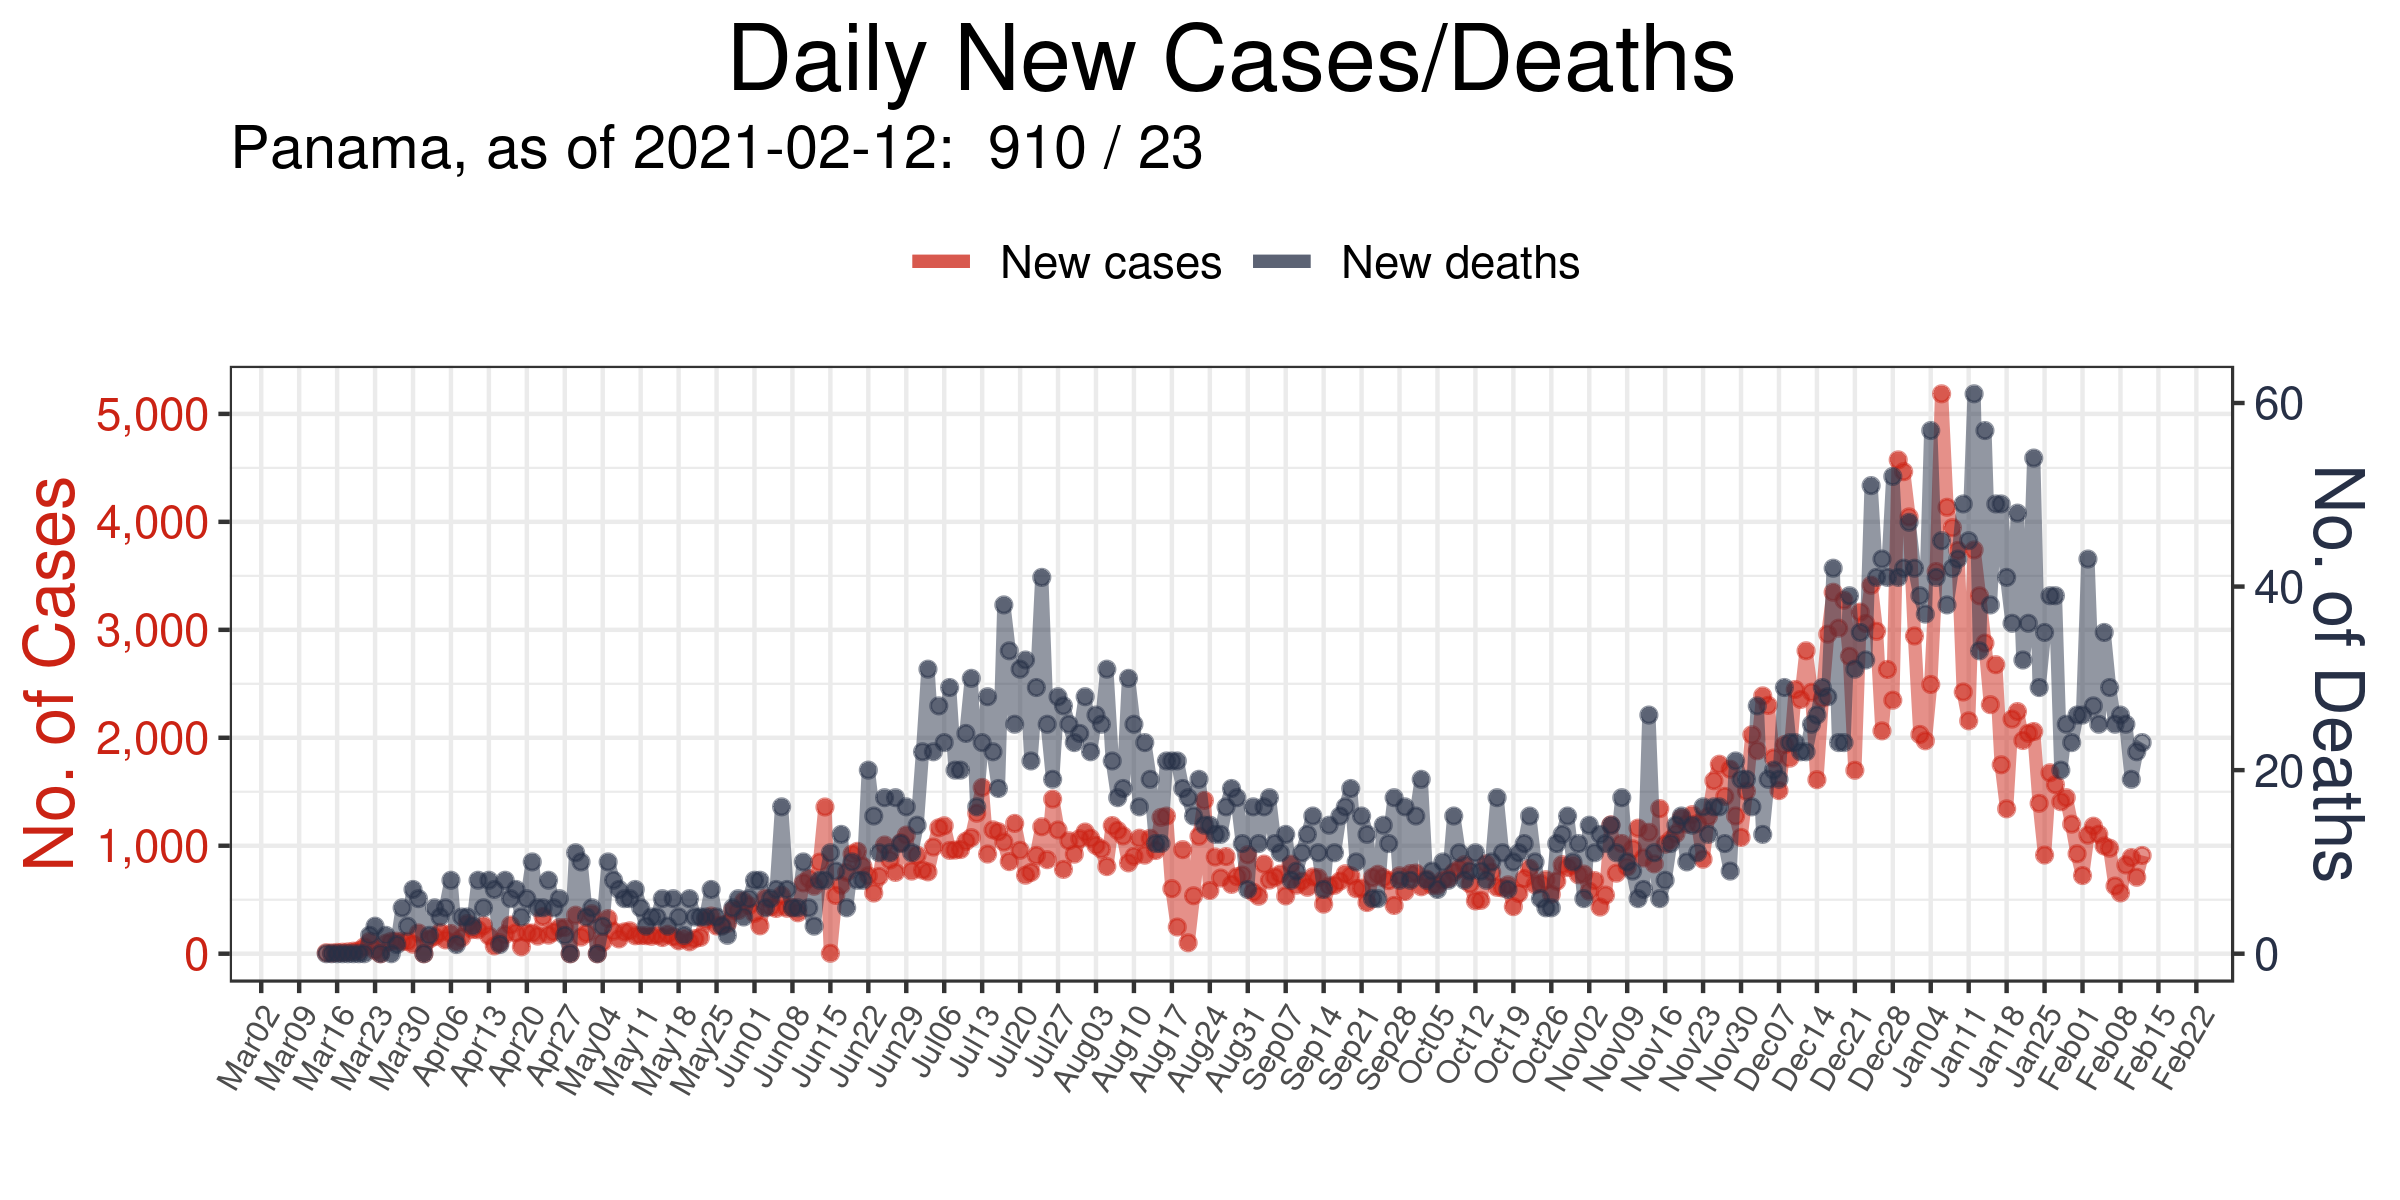 Daily New Cases/Deaths
Panama, as of 2021-02-12:  910 / 23
New cases
New deaths
No. of Cases
5,000
4,000
3,000
2,000
1,000
0
60
40
20
0
No. of Deaths
Mar02
Mar09
Mar16
Mar23
Mar30
Apr06
Apr13
Apr20
Apr27
May04
May11
May18
May25
Jun01
Jun08
Jun15
Jun22
Jun29
Jul06
Jul13
Jul20
Jul27
Aug03
Aug10
Aug17
Aug24
Aug31
Sep07
Sep14
Sep21
Sep28
Oct05
Oct12
Oct19
Oct26
Nov02
Nov09
Nov16
Nov23
Nov30
Dec07
Dec14
Dec21
Dec28
Jan04
Jan11
Jan18
Jan25
Feb01
Feb08
Feb15
Feb22